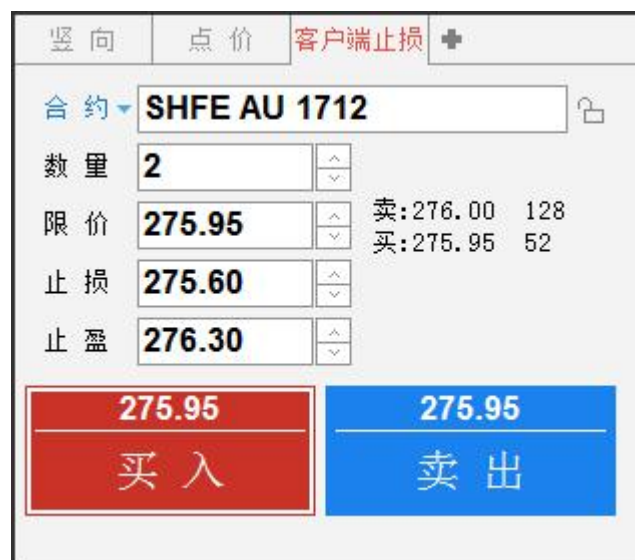 竖 向 点 价 客户端止损
合 约 SHFE AU 1712
数 量 2
限 价 275.95 卖:276.00 128
买:275.95 52
止 损 275.60
止 盈 276.30
275.95 275.95
买 入 卖 出